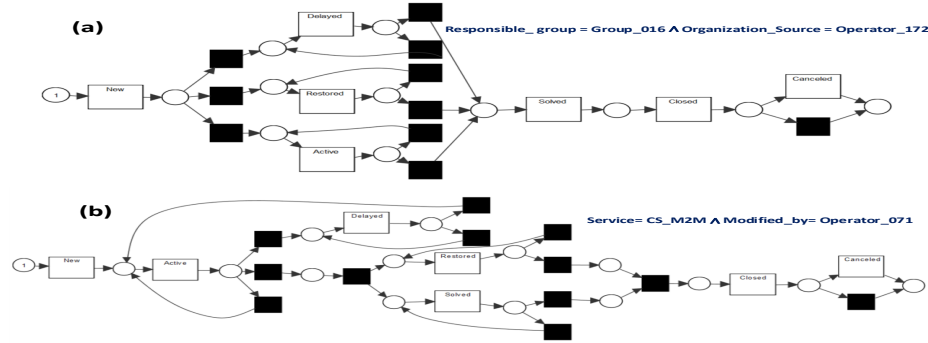 (a)
Responsible_ group = Group_016 Λ Organization_Source = Operator_172
Delayed
Canceled
1
New
Restored
Solved
Closed
Active
(b)
Service= CS_M2M Λ Modified_by= Operator_071
Delayed
1
New
Active
Restored
Canceled
Closed
Solved